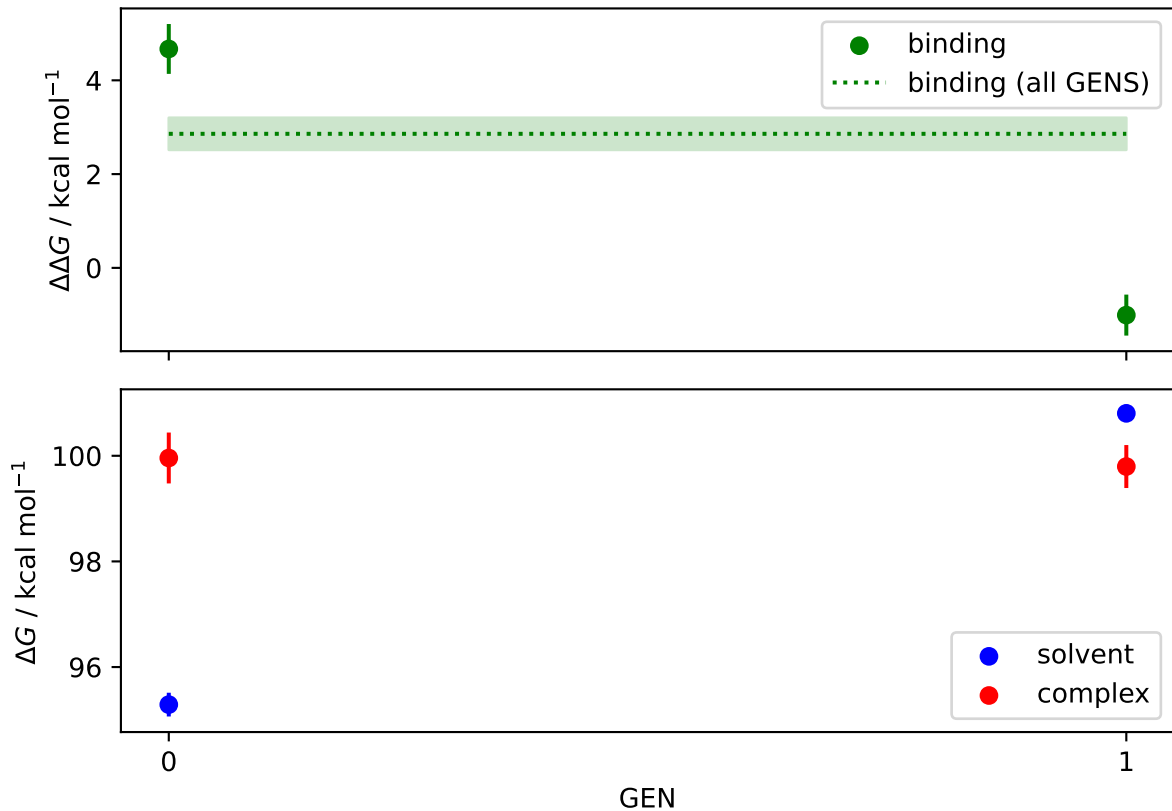 ΔΔG / kcal mol⁻¹
4
2
0
binding
binding (all GENS)
ΔG / kcal mol⁻¹
100
98
96
solvent
complex
0
1
GEN